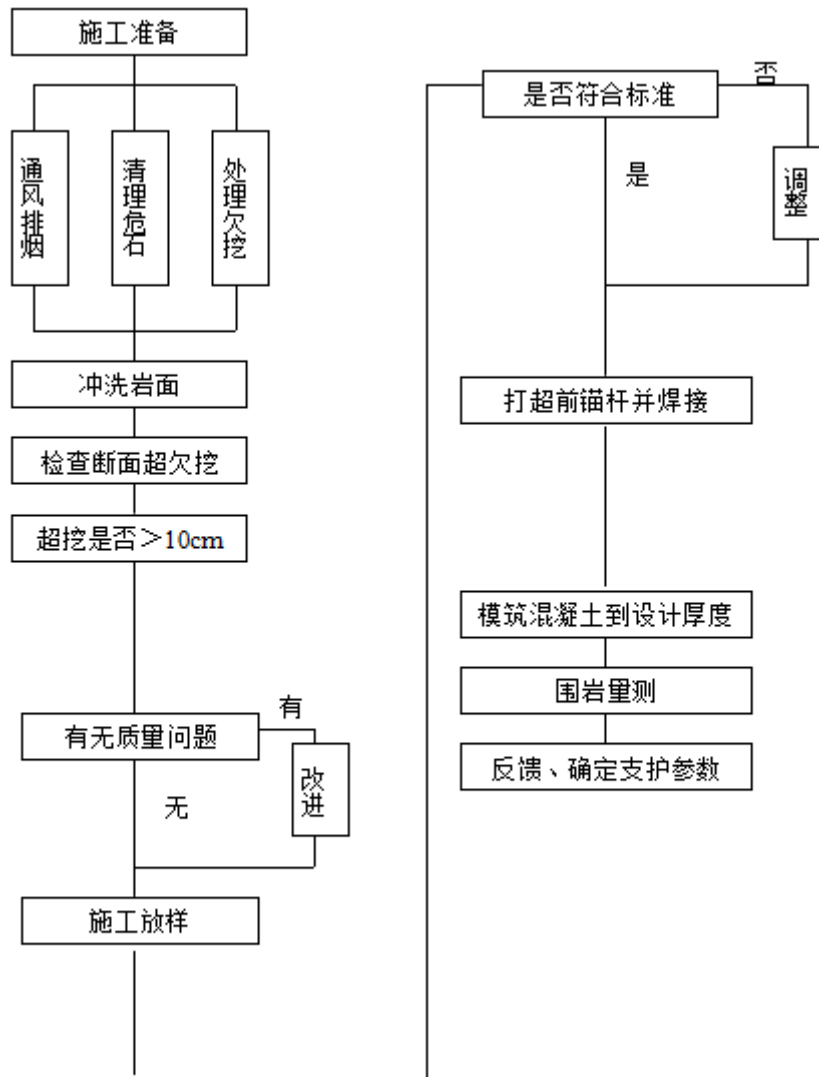 施工准备
通风排烟
清理危石
处理欠挖
冲洗岩面
检查断面超欠挖
超挖是否＞10cm
有无质量问题
有
改进
无
施工放样
是否符合标准
否
是
调整
打超前锚杆并焊接
模筑混凝土到设计厚度
围岩量测
反馈、确定支护参数